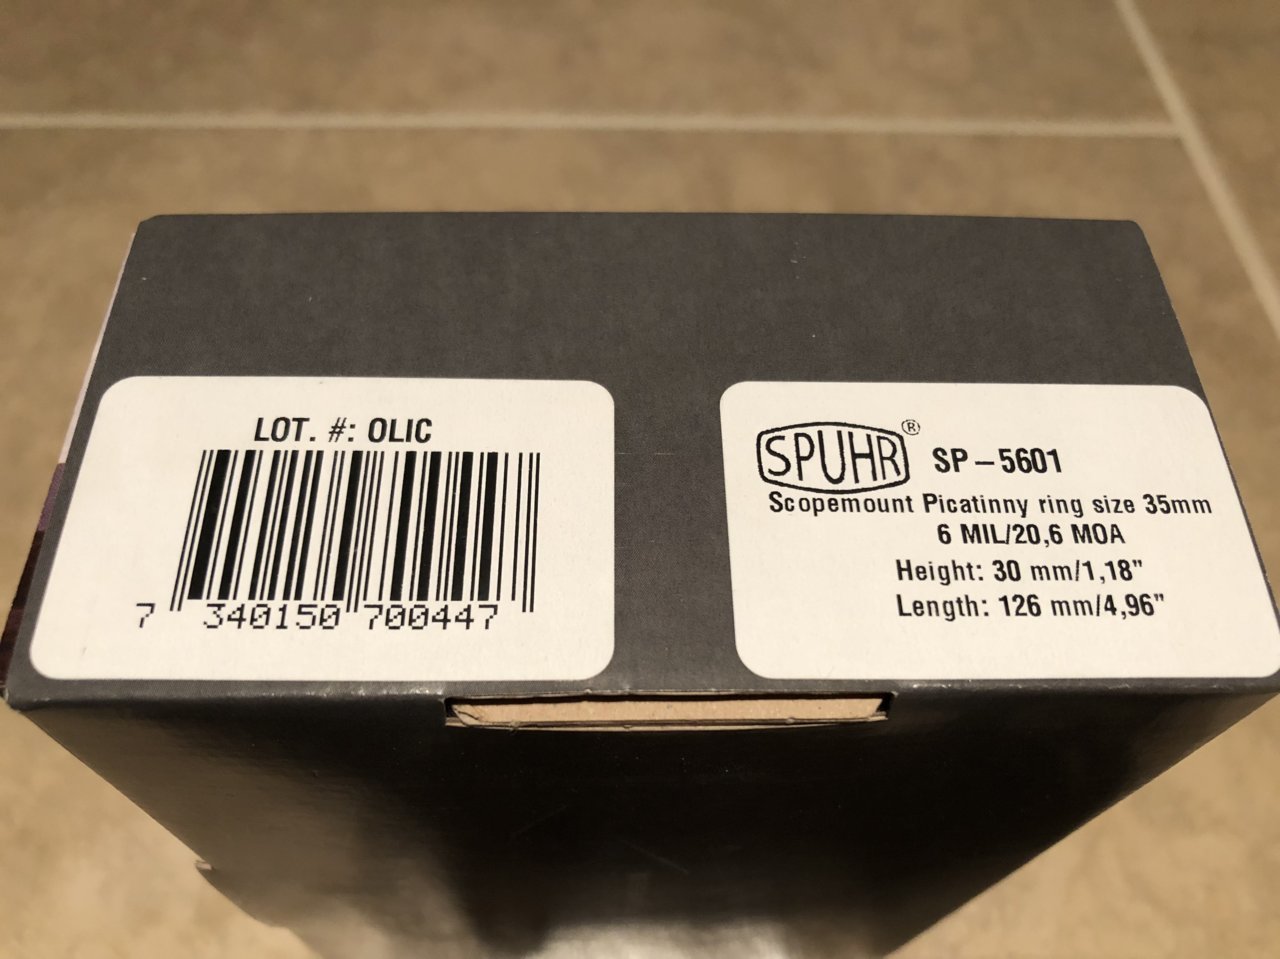 LOT. #: OLIC
7 340150 700447
SPUHR® SP-5601
Scopemount Picatinny ring size 35mm
6 MIL/20,6 MOA
Height: 30 mm/1,18"
Length: 126 mm/4,96"